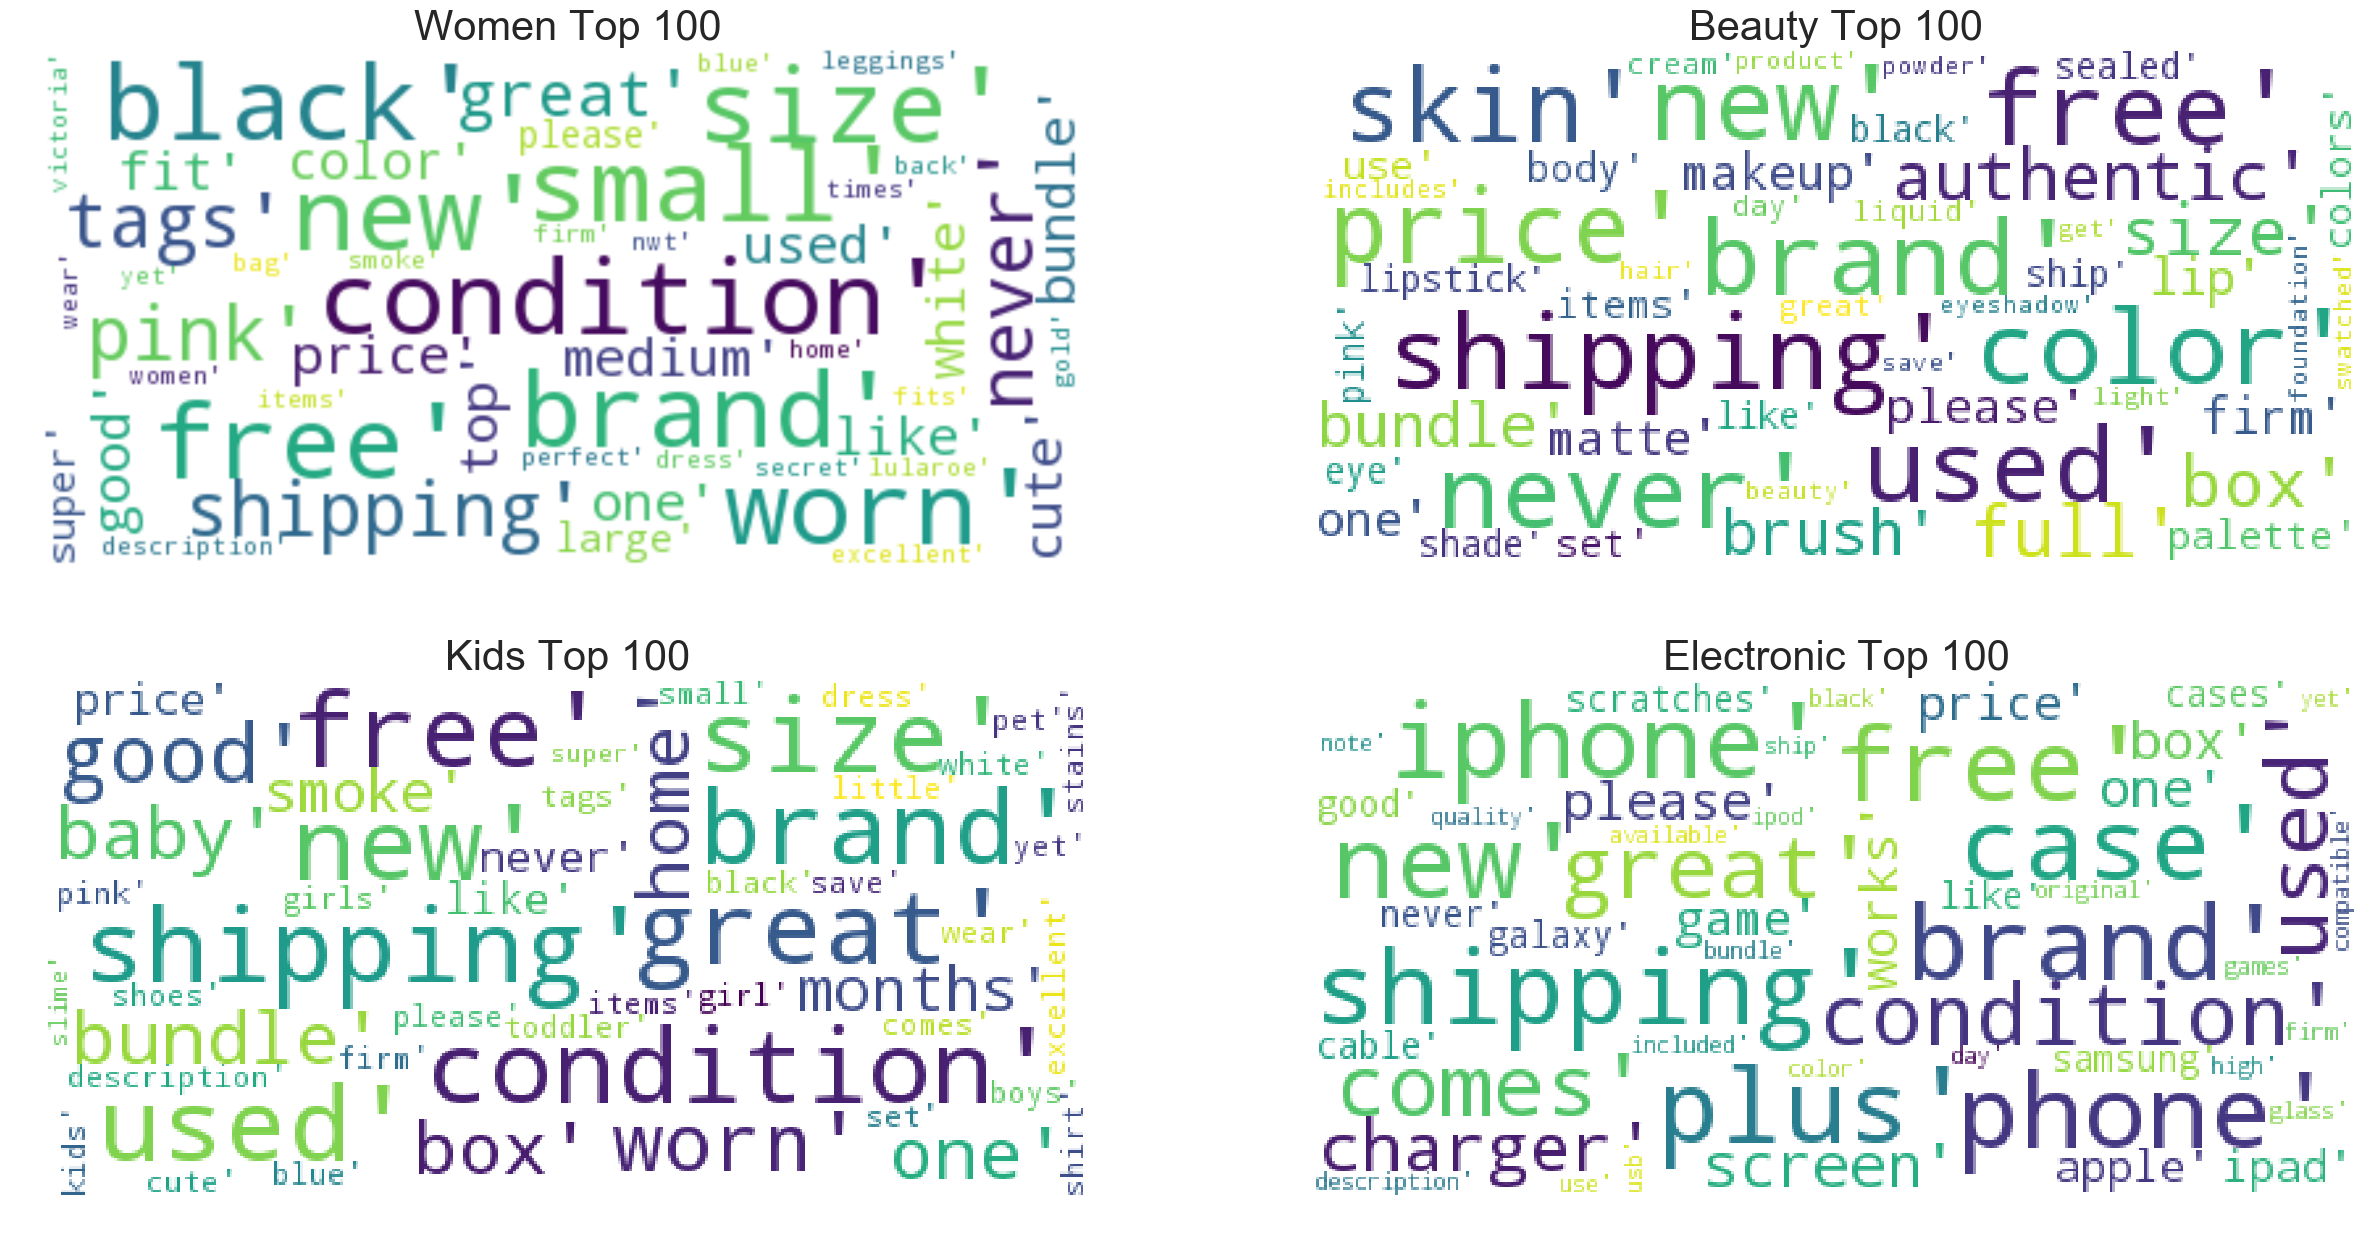 Women Top 100
victoria'
black'
great'
blue'
leggings'
size'
please'
fit'
color'
small'
back'
times'
tags'
new'
firm'
nwt'
used'
white'
never'
bundle'
yet'
bag'
smoke'
wear'
condition'
pink'
price'
medium'
home'
gold'
women'
top'
items'
brand'
fits'
good'
free'
like'
cute'
super'
perfect'
dress'
secret'
lularoe'
shipping'
one'
worn'
large'
description'
excellent'
Beauty Top 100
skin'
cream'
product'
powder'
sealed'
new'
free'
black'
colors'
use'
body'
makeup'
authentic'
includes'
price'
day'
liquid'
get'
size'
brand'
lipstick'
hair'
ship'
lip'
foundation'
swatched'
items'
great'
eyeshadow'
pink'
shipping'
save'
color'
bundle'
matte'
like'
please'
light'
firm'
eye'
never'
beauty'
used'
box'
one'
shade'
set'
brush'
full'
palette'
Kids Top 100
price'
free'
home'
small'
dress'
size'
pet'
stains'
good'
super'
white'
smoke'
tags'
little'
baby'
new'
never'
brand'
yet'
pink'
girls'
like'
black'
save'
shipping'
great'
wear'
excellent'
slime'
shoes'
items'
girl'
months'
bundle'
please'
toddler'
comes'
firm'
condition'
description'
boys'
used'
box'
worn'
set'
one'
shirt'
kids'
cute'
blue'
Electronic Top 100
scratches'
black'
price'
cases'
yet'
note'
iphone'
ship'
free'
box'
used'
good'
quality'
please'
ipod'
one'
new'
available'
great'
works'
case'
compatible'
never'
galaxy'
game'
bundle'
like'
original'
brand'
games'
shipping'
condition'
firm'
cable'
included'
day'
samsung'
high'
comes'
color'
plus'
phone'
glass'
charger'
screen'
apple'
ipad'
description'
use'
usb'